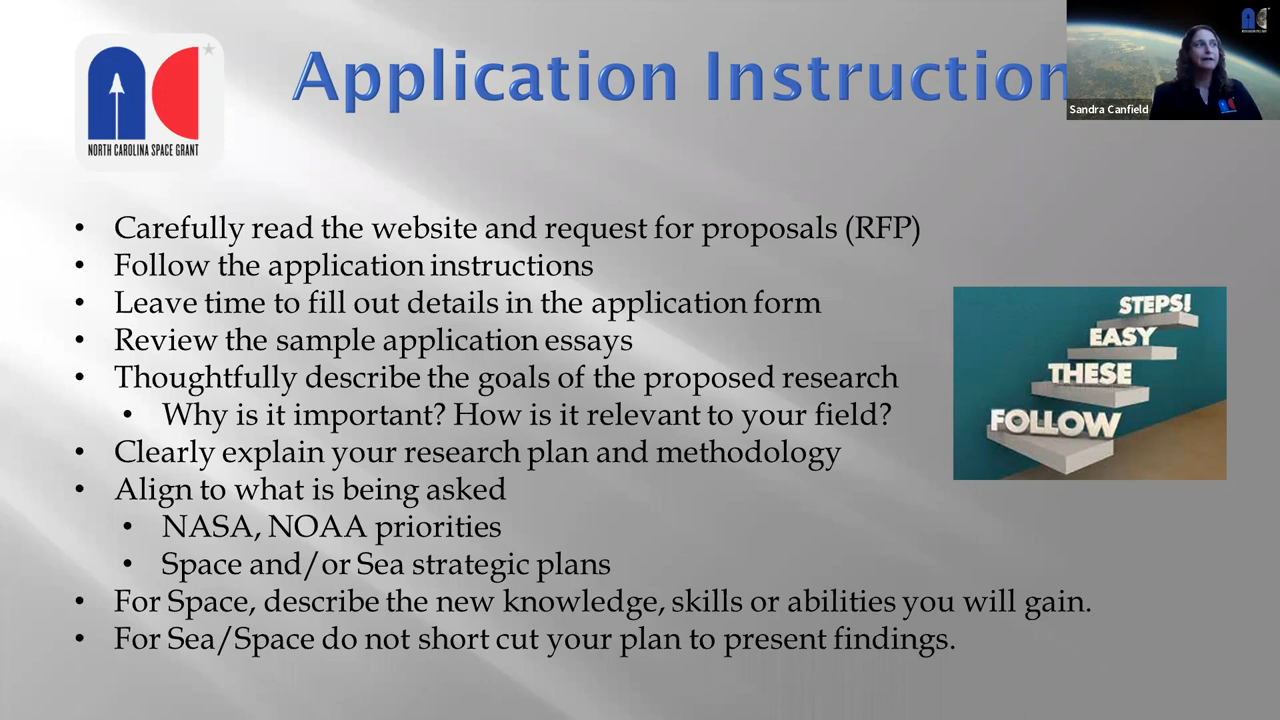 Application Instruction
Sandra Canfield
NORTH CAROLINA SPACE GRANT
• Carefully read the website and request for proposals (RFP)
• Follow the application instructions
• Leave time to fill out details in the application form
• Review the sample application essays
• Thoughtfully describe the goals of the proposed research
• Why is it important? How is it relevant to your field?
• Clearly explain your research plan and methodology
• Align to what is being asked
• NASA, NOAA priorities
• Space and/or Sea strategic plans
• For Space, describe the new knowledge, skills or abilities you will gain.
• For Sea/Space do not short cut your plan to present findings.
STEPS!
EASY
THESE
FOLLOW